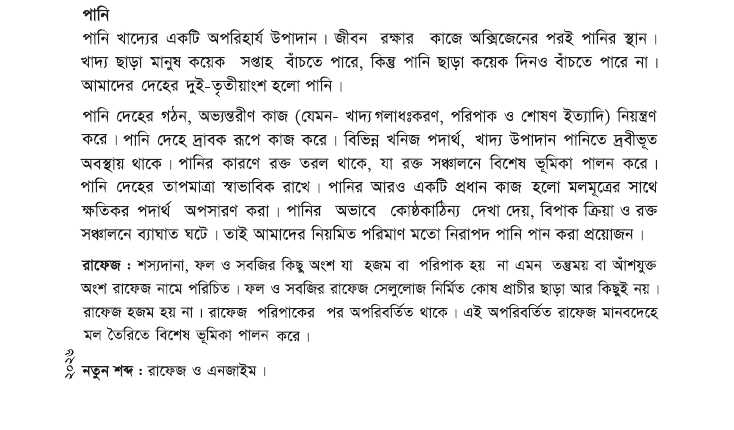 পানি
পানি খাদ্যের একটি অপরিহার্য উপাদান। জীবন রক্ষার কাজে অক্সিজেনের পরই পানির স্থান।
খাদ্য ছাড়া মানুষ কয়েক সপ্তাহ বাঁচতে পারে, কিন্তু পানি ছাড়া কয়েক দিনও বাঁচতে পারে না।
আমাদের দেহের দুই-তৃতীয়াংশ হলো পানি।
পানি দেহের গঠন, অভ্যন্তরীণ কাজ (যেমন- খাদ্য গলাধঃকরণ, পরিপাক ও শোষণ ইত্যাদি) নিয়ন্ত্রণ
করে। পানি দেহে দ্রাবক রূপে কাজ করে। বিভিন্ন খনিজ পদার্থ, খাদ্য উপাদান পানিতে দ্রবীভূত
অবস্থায় থাকে। পানির কারণে রক্ত তরল থাকে, যা রক্ত সঞ্চালনে বিশেষ ভূমিকা পালন করে।
পানি দেহের তাপমাত্রা স্বাভাবিক রাখে। পানির আরও একটি প্রধান কাজ হলো মলমূত্রের সাথে
ক্ষতিকর পদার্থ অপসারণ করা। পানির অভাবে কোষ্ঠকাঠিন্য দেখা দেয়, বিপাক ক্রিয়া ও রক্ত
সঞ্চালনে ব্যাঘাত ঘটে। তাই আমাদের নিয়মিত পরিমাণ মতো নিরাপদ পানি পান করা প্রয়োজন।
রাফেজ : শস্যদানা, ফল ও সবজির কিছু অংশ যা হজম বা পরিপাক হয় না এমন তন্তুময় বা আঁশযুক্ত
অংশ রাফেজ নামে পরিচিত। ফল ও সবজির রাফেজ সেলুলোজ নির্মিত কোষ প্রাচীর ছাড়া আর কিছুই নয়।
রাফেজ হজম হয় না। রাফেজ পরিপাকের পর অপরিবর্তিত থাকে। এই অপরিবর্তিত রাফেজ মানবদেহে
মল তৈরিতে বিশেষ ভূমিকা পালন করে।
২০২৬
নতুন শব্দ : রাফেজ ও এনজাইম।